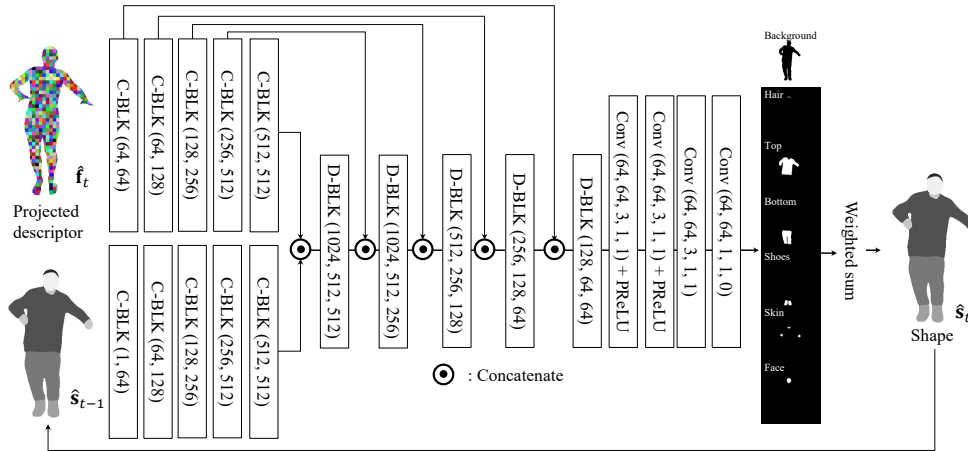 C-BLK (64, 64)
C-BLK (64, 128)
C-BLK (128, 256)
C-BLK (256, 512)
C-BLK (512, 512)
f̂ₜ
Projected
descriptor
C-BLK (1, 64)
C-BLK (64, 128)
C-BLK (128, 256)
C-BLK (256, 512)
C-BLK (512, 512)
ŝₜ₋₁
D-BLK (1024, 512, 512)
D-BLK (1024, 512, 256)
D-BLK (512, 256, 128)
D-BLK (256, 128, 64)
D-BLK (128, 64, 64)
: Concatenate
Conv (64, 64, 3, 1, 1) + PReLU
Conv (64, 64, 3, 1, 1) + PReLU
Conv (64, 64, 3, 1, 1)
Conv (64, 64, 1, 1, 0)
Background
Hair
Top
Bottom
Shoes
Skin
Face
Weighted sum
ŝₜ
Shape